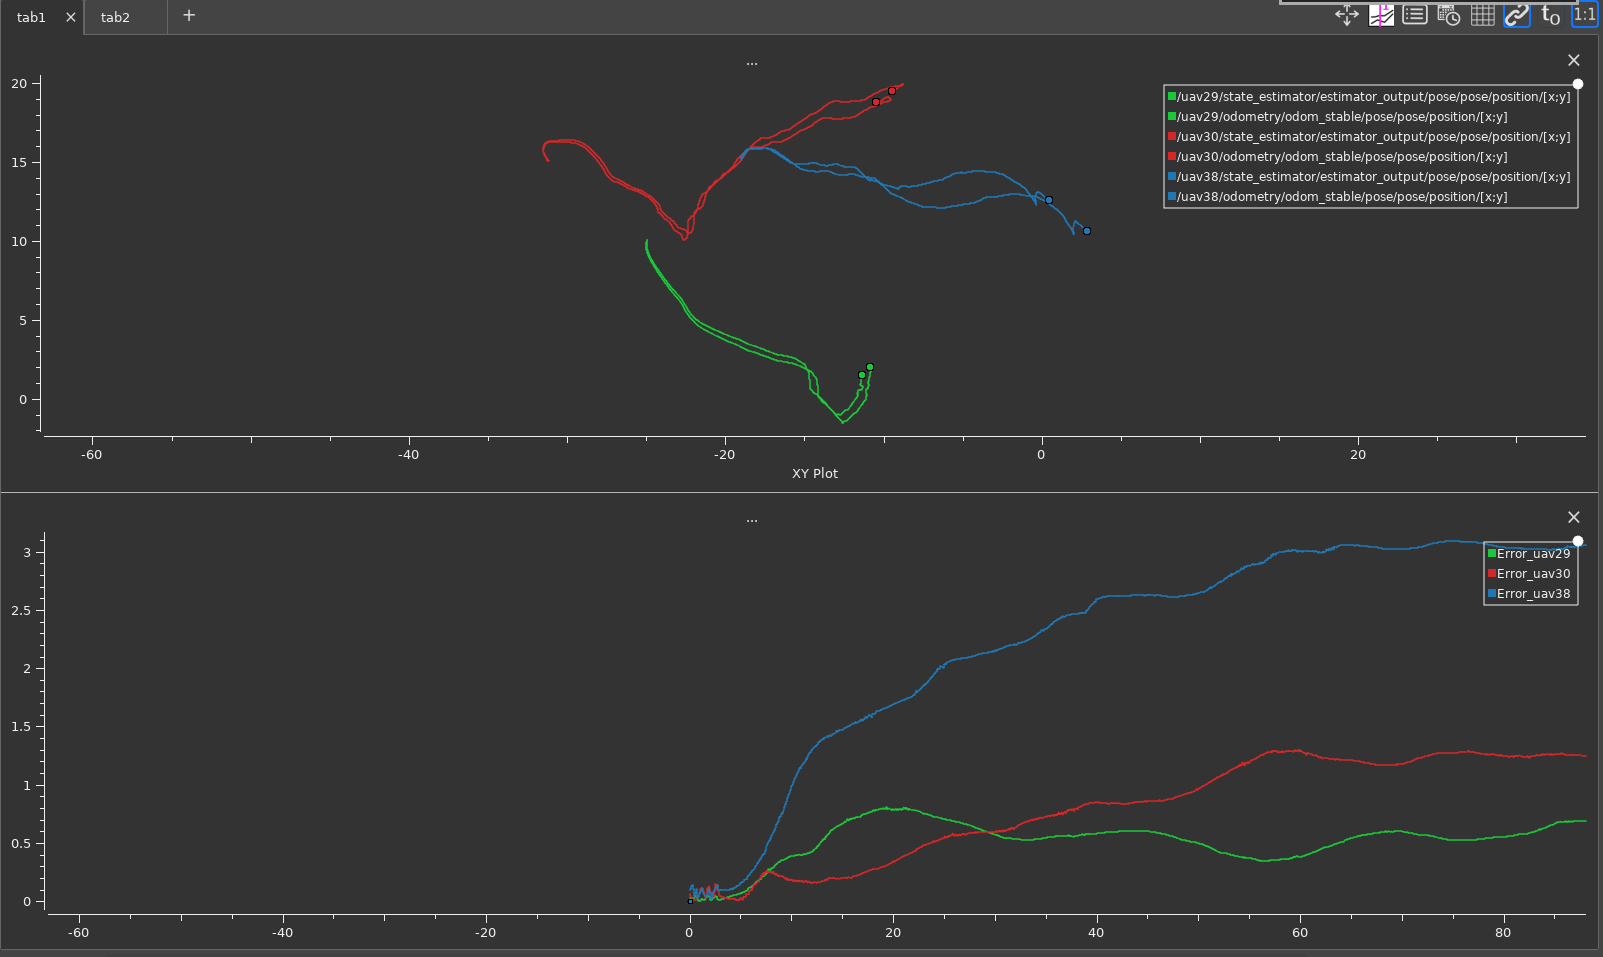 tab1
tab2
+
t0
1:1
...
20
15
10
5
0
/uav29/state_estimator/estimator_output/pose/pose/position/[x;y]
/uav29/odometry/odom_stable/pose/pose/position/[x;y]
/uav30/state_estimator/estimator_output/pose/pose/position/[x;y]
/uav30/odometry/odom_stable/pose/pose/position/[x;y]
/uav38/state_estimator/estimator_output/pose/pose/position/[x;y]
/uav38/odometry/odom_stable/pose/pose/position/[x;y]
-60 -40 -20 0 20
XY Plot
...
3
2.5
2
1.5
1
0.5
0
Error_uav29
Error_uav30
Error_uav38
-60 -40 -20 0 20 40 60 80